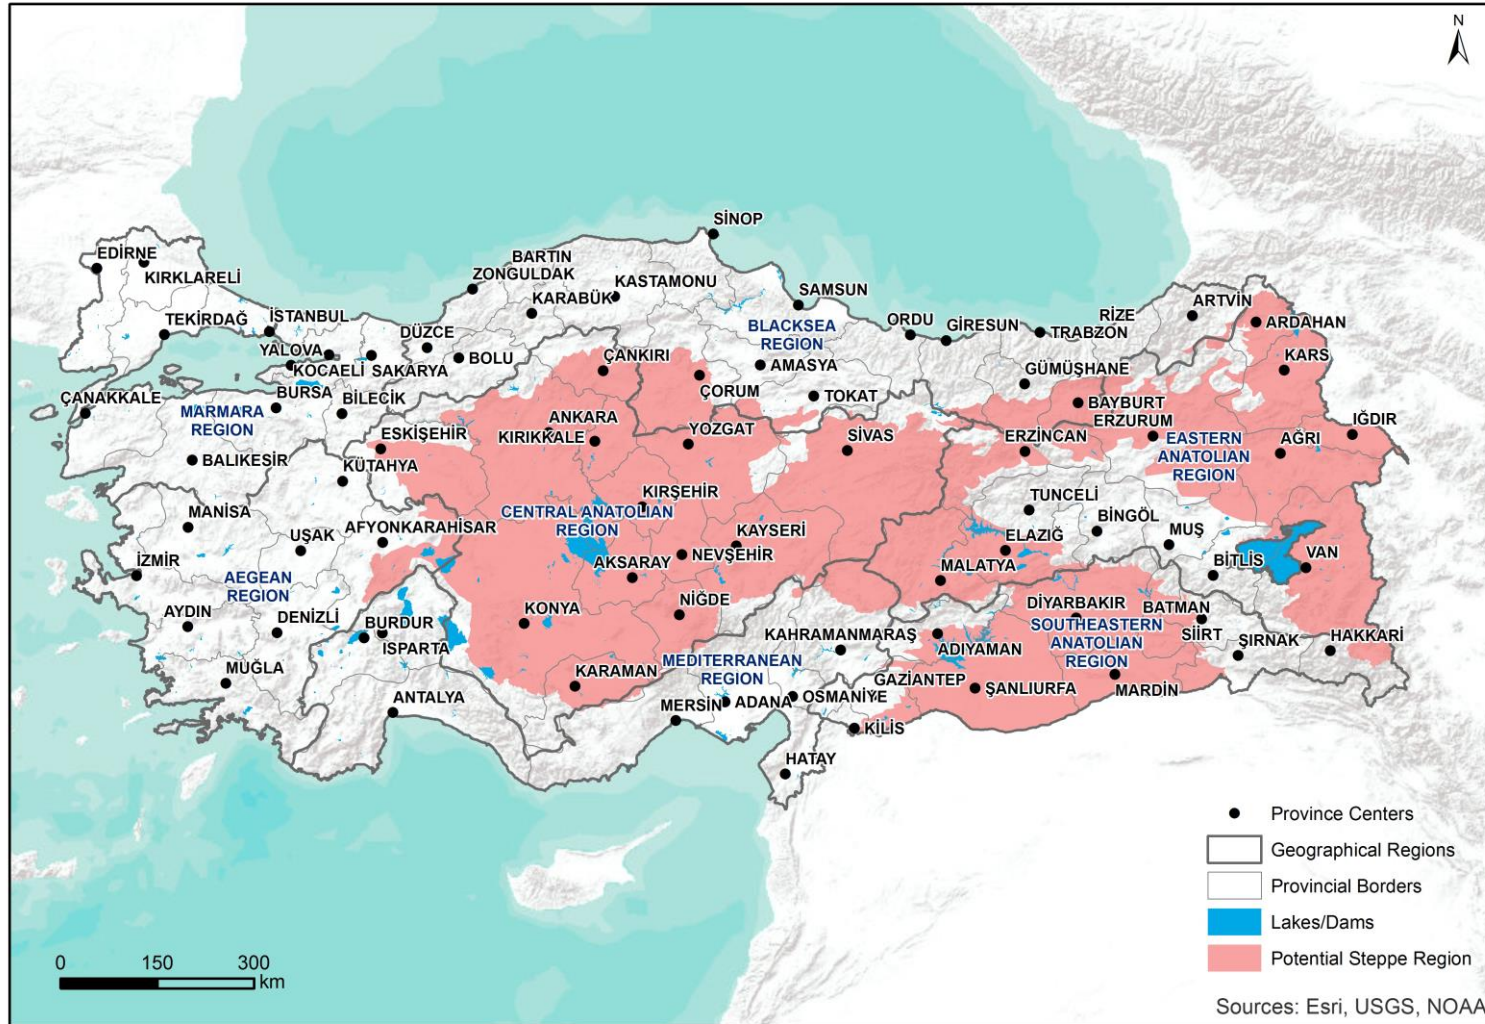 N
SİNOP
EDİRNE
KIRKLARELİ
BARTIN
ZONGULDAK
KASTAMONU
KARABÜK
SAMSUN
TEKİRDAĞ
İSTANBUL
DÜZCE
BLACKSEA
REGION
ORDU
GİRESUN
RİZE
TRABZON
ARTVİN
ARDAHAN
YALOVA
KOCAELİ
SAKARYA
BOLU
ÇANKIRI
AMASYA
GÜMÜŞHANE
KARS
ÇANAKKALE
MARMARA
REGION
BURSA
BİLECİK
ÇORUM
TOKAT
BAYBURT
ERZURUM
IĞDIR
ESKİŞEHİR
ANKARA
KIRIKKALE
YOZGAT
SİVAS
ERZİNCAN
EASTERN
ANATOLIAN
REGION
AĞRI
BALIKESİR
KÜTAHYA
MANİSA
UŞAK
AFYONKARAHİSAR
KIRŞEHİR
CENTRAL ANATOLIAN
REGION
KAYSERİ
NEVŞEHİR
TUNCELİ
BİNGÖL
ELAZIĞ
MUŞ
İZMİR
AEGEAN
REGION
AKSARAY
MALATYA
BİTLİS
VAN
AYDIN
DENİZLİ
BURDUR
ISPARTA
KONYA
NİĞDE
KAHRAMANMARAŞ
DİYARBAKIR
SOUTHEASTERN
ANATOLIAN
REGION
BATMAN
SİİRT
ŞIRNAK
HAKKARİ
MUĞLA
ANTALYA
KARAMAN
MEDITERRANEAN
REGION
ADIYAMAN
GAZİANTEP
ŞANLIURFA
MARDİN
MERSİN
ADANA
OSMANİYE
KİLİS
HATAY
Province Centers
Geographical Regions
Provincial Borders
Lakes/Dams
Potential Steppe Region
0 150 300
km
Sources: Esri, USGS, NOAA